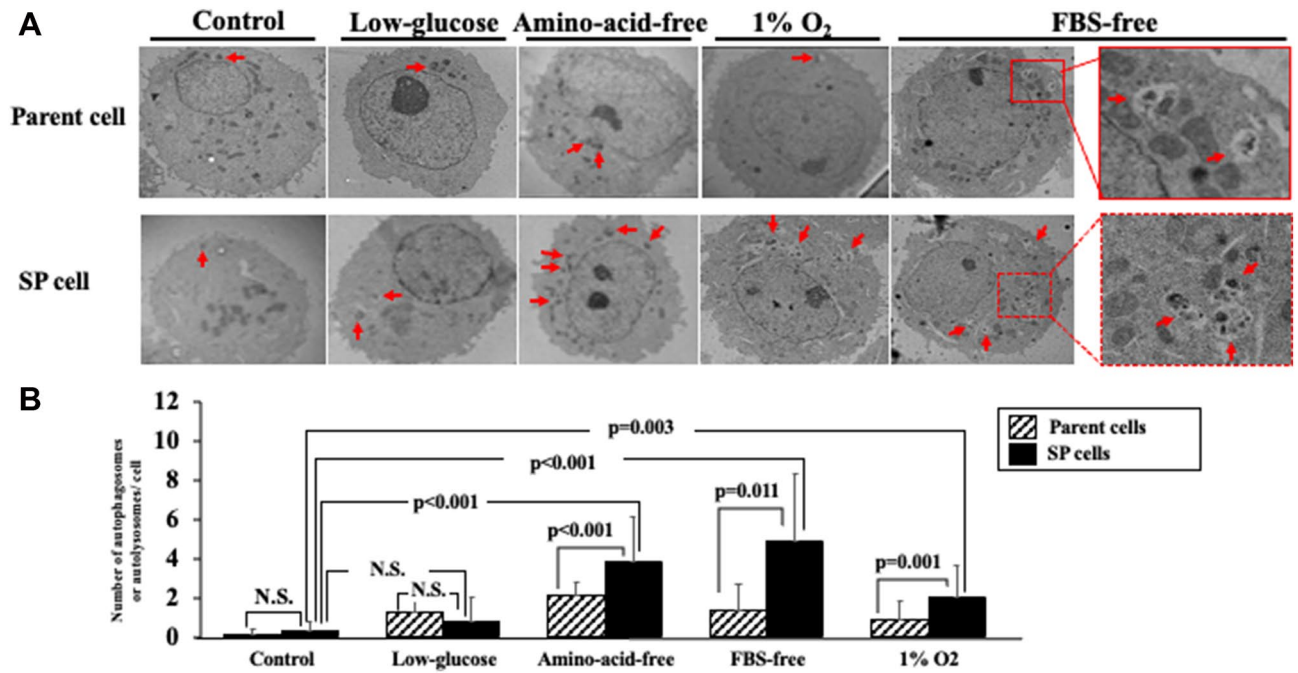 A
Control
Low-glucose
Amino-acid-free
1% O2
FBS-free
Parent cell
SP cell
B
Number of autophagosomes
or autolysosomes/ cell
12
10
8
6
4
2
0
Parent cells
SP cells
p=0.003
p<0.001
p<0.001
p=0.011
p<0.001
p=0.001
N.S.
N.S.
N.S.
Control
Low-glucose
Amino-acid-free
FBS-free
1% O2